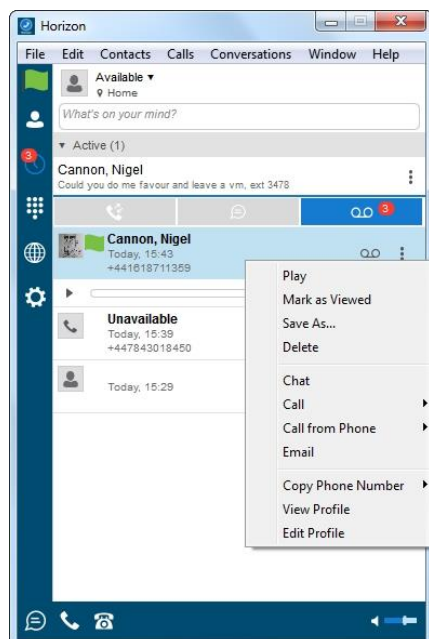 Horizon
File Edit Contacts Calls Conversations Window Help
Available
Home
What's on your mind?
Active (1)
Cannon, Nigel
Could you do me favour and leave a vm, ext 3478
3
3
Cannon, Nigel
Today, 15:43
+441618711359
Play
Mark as Viewed
Save As...
Delete
Chat
Call
Call from Phone
Email
Copy Phone Number
View Profile
Edit Profile
Unavailable
Today, 15:39
+447843018450
Today, 15:29